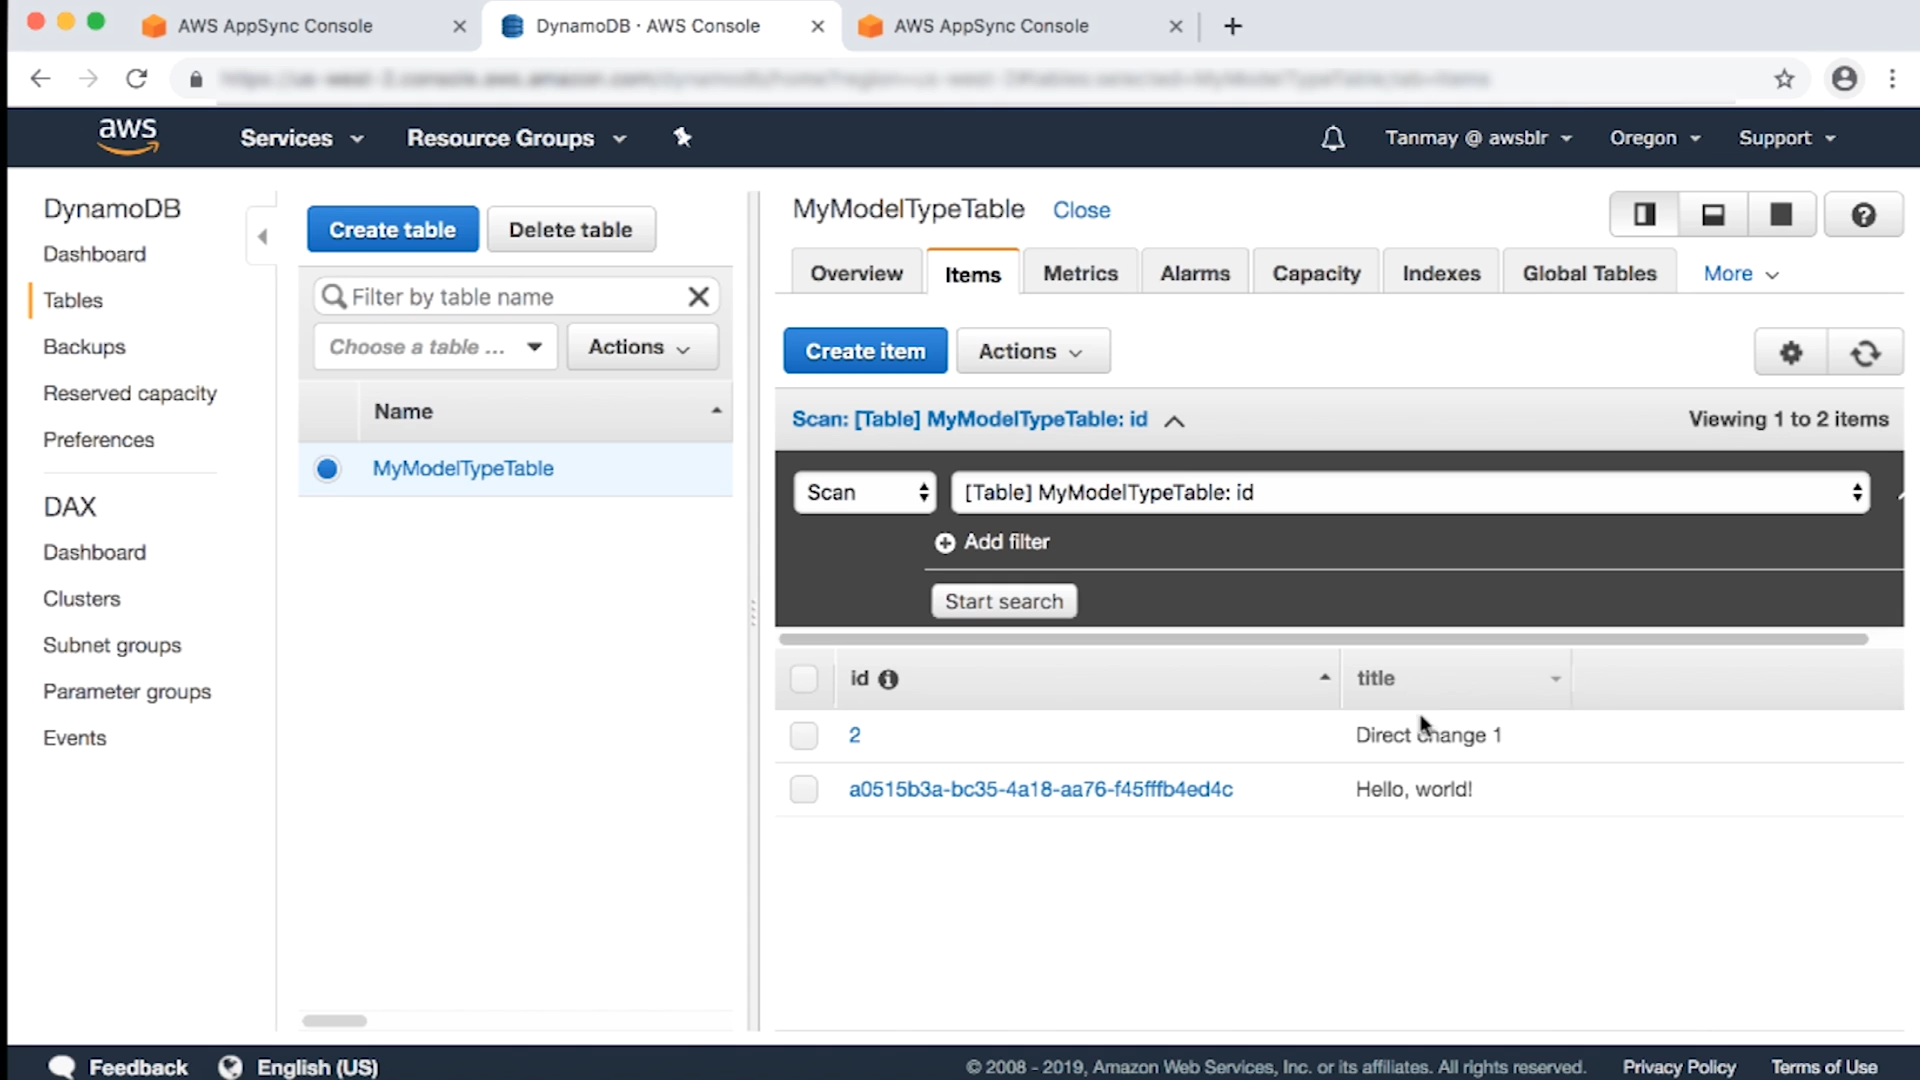 AWS AppSync Console
DynamoDB · AWS Console
AWS AppSync Console
aws
Services
Resource Groups
Tanmay @ awsblr
Oregon
Support
DynamoDB
Dashboard
Tables
Backups
Reserved capacity
Preferences
DAX
Dashboard
Clusters
Subnet groups
Parameter groups
Events
Create table
Delete table
Filter by table name
Choose a table ...
Actions
Name
MyModelTypeTable
MyModelTypeTable
Close
Overview
Items
Metrics
Alarms
Capacity
Indexes
Global Tables
More
Create item
Actions
Scan: [Table] MyModelTypeTable: id
Viewing 1 to 2 items
Scan
[Table] MyModelTypeTable: id
Add filter
Start search
id
title
2
Direct change 1
a0515b3a-bc35-4a18-aa76-f45fffb4ed4c
Hello, world!
Feedback
English (US)
© 2008 - 2019, Amazon Web Services, Inc. or its affiliates. All rights reserved.
Privacy Policy
Terms of Use